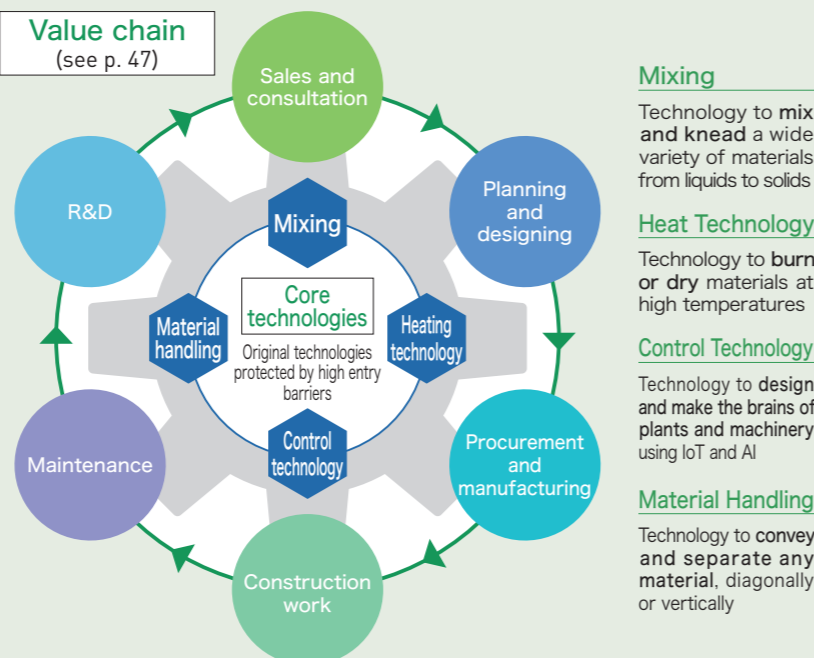 Value chain
(see p. 47)
Sales and
consultation
Planning
and
designing
Procurement
and
manufacturing
Construction
work
Maintenance
R&D
Mixing
Heating
technology
Control
technology
Material
handling
Core
technologies
Original technologies
protected by high entry
barriers
Mixing
Technology to mix
and knead a wide
variety of materials
from liquids to solids
Heat Technology
Technology to burn
or dry materials at
high temperatures
Control Technology
Technology to design
and make the brains of
plants and machinery
using IoT and AI
Material Handling
Technology to convey
and separate any
material, diagonally
or vertically